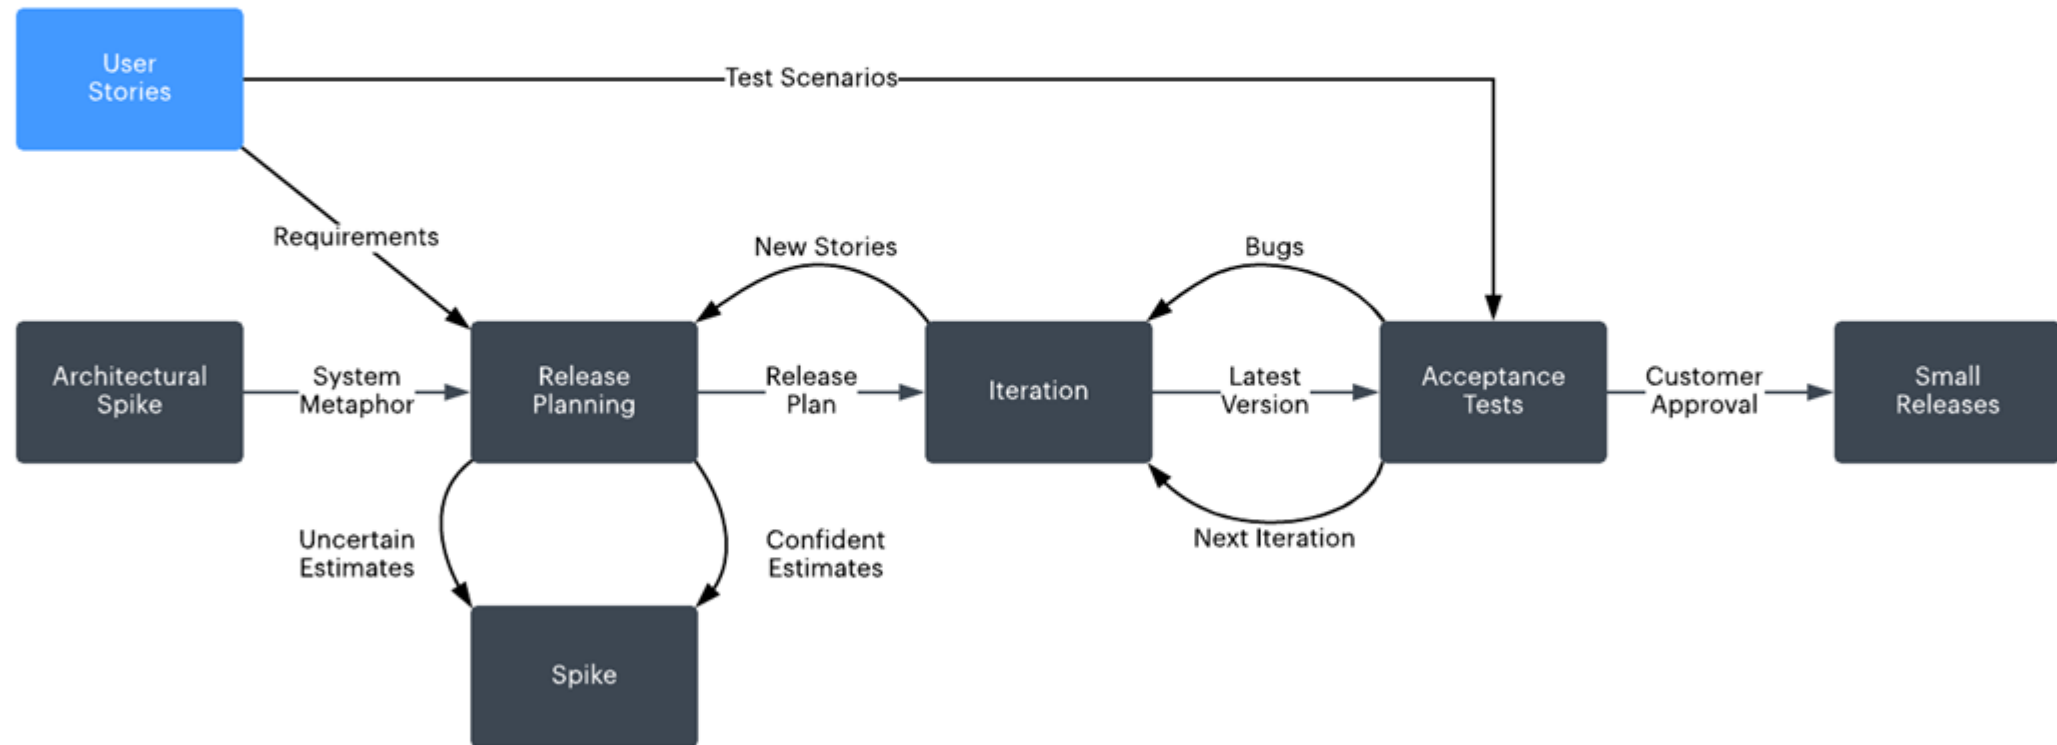 User
Stories
Test Scenarios
Requirements
New Stories
Bugs
Architectural
Spike
System
Metaphor
Release
Planning
Release
Plan
Iteration
Latest
Version
Acceptance
Tests
Customer
Approval
Small
Releases
Uncertain
Estimates
Confident
Estimates
Next Iteration
Spike